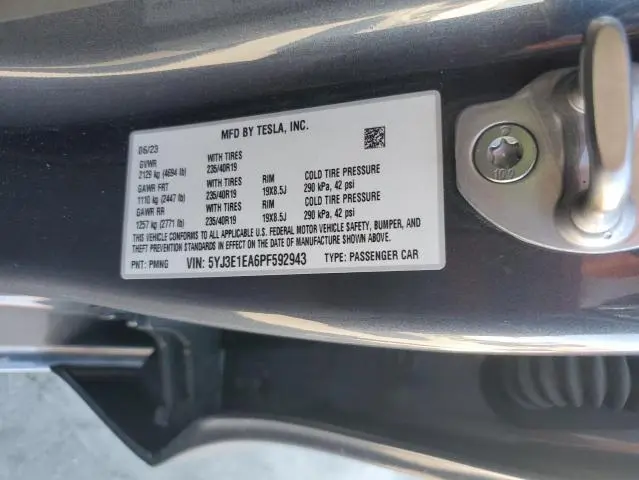 MFD BY TESLA, INC.
06/23
GVWR WITH TIRES
2129 kg (4694 lb) 235/40R19
GAWR FRT WITH TIRES RIM COLD TIRE PRESSURE
1110 kg (2447 lb) 235/40R19 19X8.5J 290 kPa, 42 psi
GAWR RR WITH TIRES RIM COLD TIRE PRESSURE
1257 kg (2771 lb) 235/40R19 19X8.5J 290 kPa, 42 psi
THIS VEHICLE CONFORMS TO ALL APPLICABLE U.S. FEDERAL MOTOR VEHICLE SAFETY, BUMPER, AND
THEFT PREVENTION STANDARDS IN EFFECT ON THE DATE OF MANUFACTURE SHOWN ABOVE.
PNT: PMNG VIN: 5YJ3E1EA6PF592943 TYPE: PASSENGER CAR
109